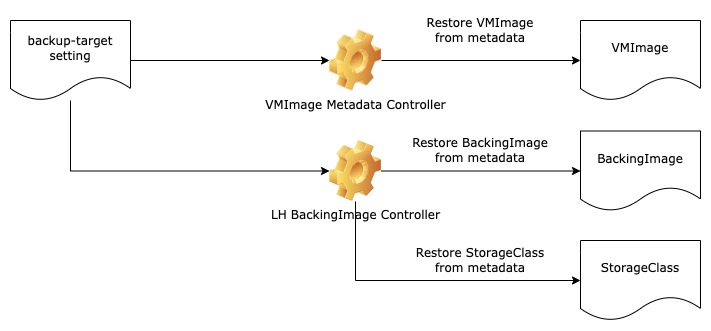 backup-target
setting
Restore VMImage
from metadata
VMImage
VMImage Metadata Controller
Restore BackingImage
from metadata
BackingImage
LH BackingImage Controller
Restore StorageClass
from metadata
StorageClass